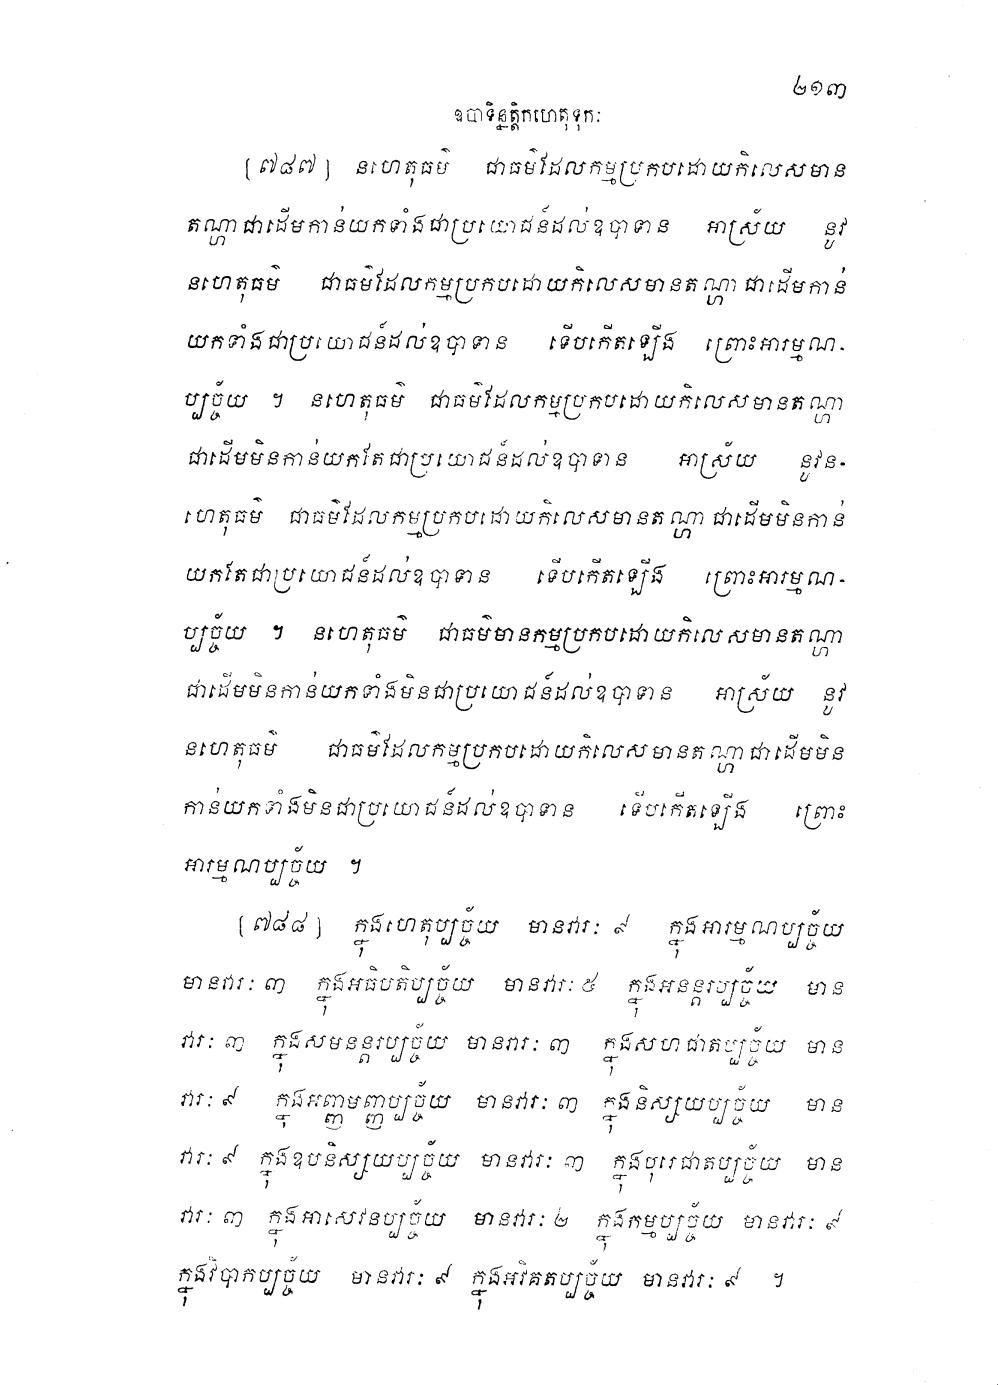 ២១៣
ឧបាទិន្នត្តិកហេតុទុកៈ
[៧៤៧] នហេតុធម៌ ជាធម៌ដែលកម្មប្រកបដោយកិលេសមាន
តណ្ហាជាដើមកាន់យកទាំងជាប្រយោជន៍ដល់ឧបាទាន អាស្រ័យ នូវ
នហេតុធម៌ ជាធម៌ដែលកម្មប្រកបដោយកិលេសមានតណ្ហាជាដើមកាន់
យកទាំងជាប្រយោជន៍ដល់ឧបាទាន ទើបកើតឡើង ព្រោះអារម្មណ-
ប្បច្ច័យ ។ នហេតុធម៌ ជាធម៌ដែលកម្មប្រកបដោយកិលេសមានតណ្ហា
ជាដើមមិនកាន់យកតែជាប្រយោជន៍ដល់ឧបាទាន អាស្រ័យ នូវន-
ហេតុធម៌ ជាធម៌ដែលកម្មប្រកបដោយកិលេសមានតណ្ហាជាដើមមិនកាន់
យកតែជាប្រយោជន៍ដល់ឧបាទាន ទើបកើតឡើង ព្រោះអារម្មណ-
ប្បច្ច័យ ។ នហេតុធម៌ ជាធម៌មានកម្មប្រកបដោយកិលេសមានតណ្ហា
ជាដើមមិនកាន់យកទាំងមិនជាប្រយោជន៍ដល់ឧបាទាន អាស្រ័យ នូវ
នហេតុធម៌ ជាធម៌ដែលកម្មប្រកបដោយកិលេសមានតណ្ហាជាដើមមិន
កាន់យកទាំងមិនជាប្រយោជន៍ដល់ឧបាទាន ទើបកើតឡើង ព្រោះ
អារម្មណប្បច្ច័យ ។
[៧៤៤] ក្នុងហេតុប្បច្ច័យ មានវារៈ ៩ ក្នុងអារម្មណប្បច្ច័យ
មានវារៈ ៣ ក្នុងអធិបតិប្បច្ច័យ មានវារៈ ៥ ក្នុងអនន្តរប្បច្ច័យ មាន
វារៈ ៣ ក្នុងសមនន្តរប្បច្ច័យ មានវារៈ ៣ ក្នុងសហជាតប្បច្ច័យ មាន
វារៈ ៩ ក្នុងអញ្ញមញ្ញប្បច្ច័យ មានវារៈ ៣ ក្នុងនិស្សយប្បច្ច័យ មាន
វារៈ ៩ ក្នុងឧបនិស្សយប្បច្ច័យ មានវារៈ ៣ ក្នុងបុរេជាតប្បច្ច័យ មាន
វារៈ ៣ ក្នុងអាសេវនប្បច្ច័យ មានវារៈ ២ ក្នុងកម្មប្បច្ច័យ មានវារៈ ៩
ក្នុងវិបាកប្បច្ច័យ មានវារៈ ៩ ក្នុងអវិគតប្បច្ច័យ មានវារៈ ៩ ។